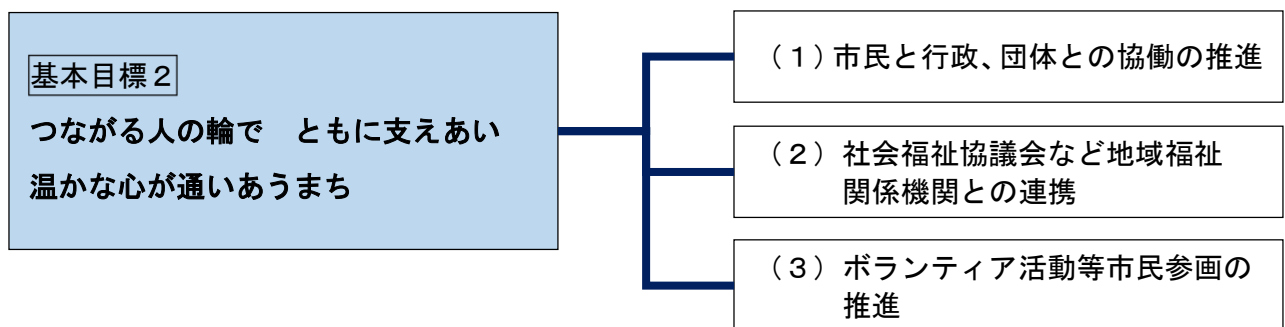 基本目標2
つながる人の輪で　ともに支えあい
温かな心が通いあうまち
(1)市民と行政、団体との協働の推進
(2)社会福祉協議会など地域福祉
関係機関との連携
(3)ボランティア活動等市民参画の
推進